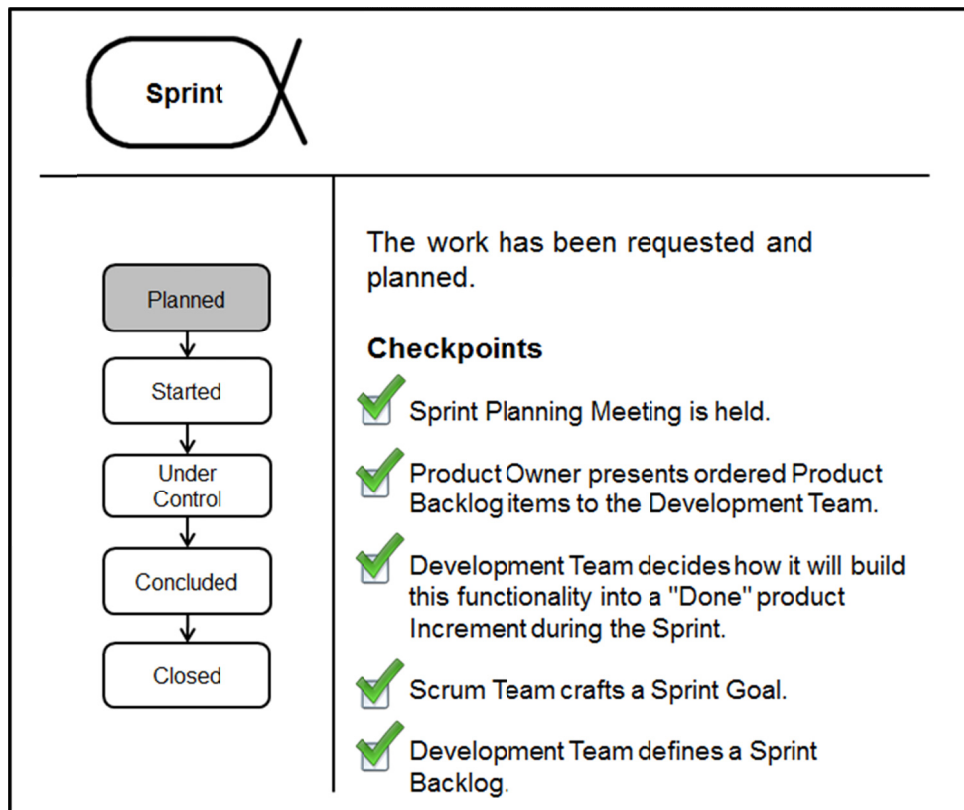 Sprint
Planned
Started
Under
Control
Concluded
Closed
The work has been requested and
planned.
Checkpoints
Sprint Planning Meeting is held.
Product Owner presents ordered Product
Backlog items to the Development Team.
Development Team decides how it will build
this functionality into a "Done" product
Increment during the Sprint.
Scrum Team crafts a Sprint Goal.
Development Team defines a Sprint
Backlog.